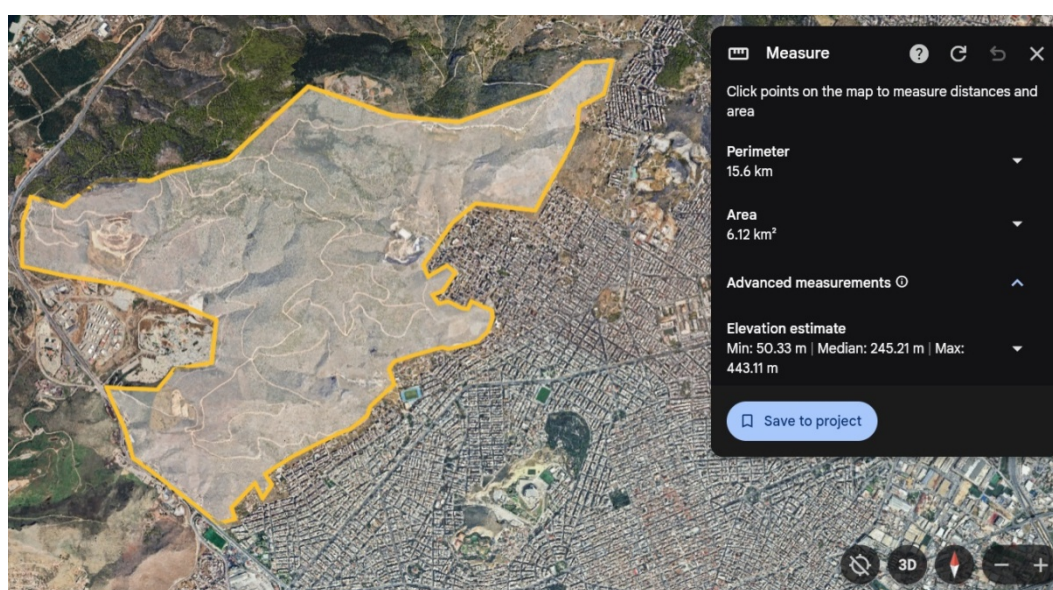 Measure
Click points on the map to measure distances and
area
Perimeter
15.6 km
Area
6.12 km²
Advanced measurements
Elevation estimate
Min: 50.33 m | Median: 245.21 m | Max:
443.11 m
Save to project
3D